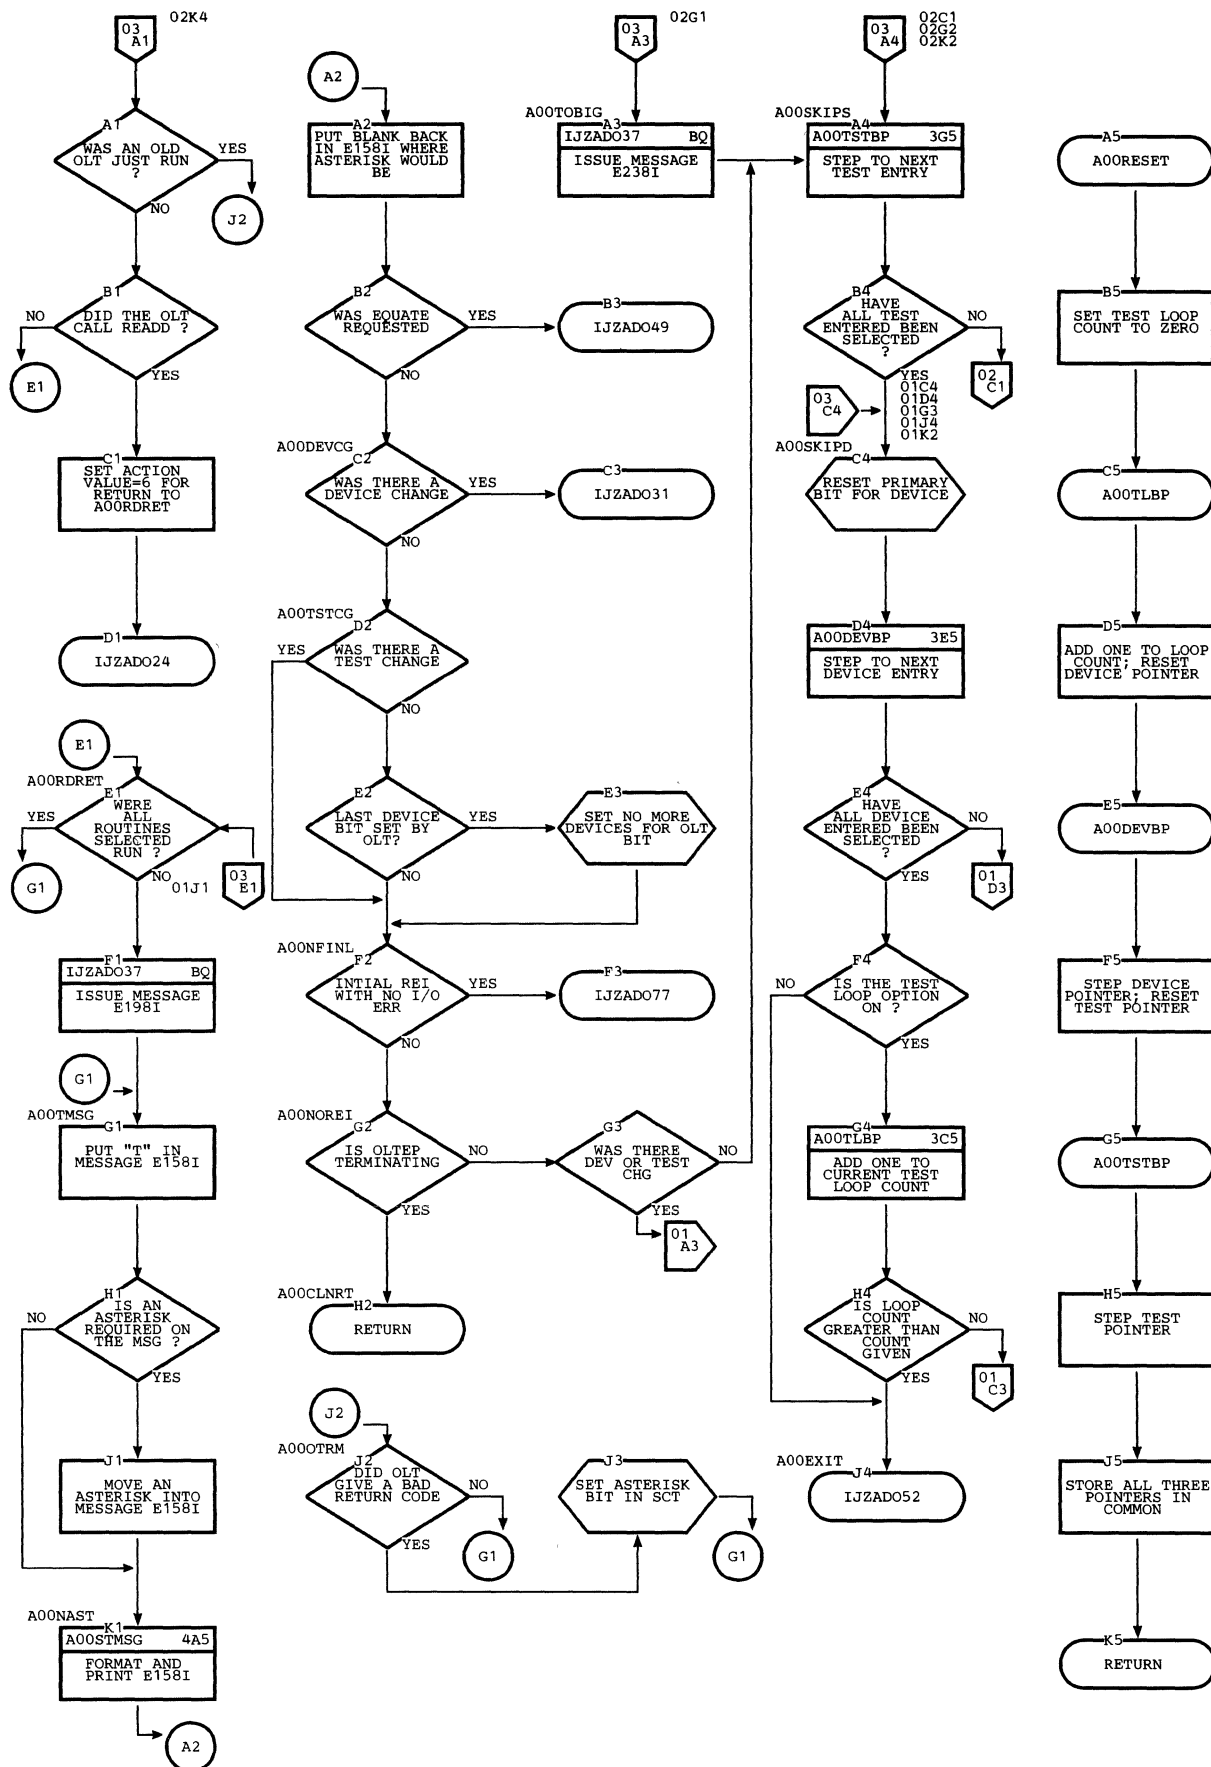 03
A1
02K4
A1
WAS AN OLD
OLT JUST RUN
?
YES
NO
J2
B1
DID THE OLT
CALL READD ?
NO
YES
E1
C1
SET ACTION
VALUE=6 FOR
RETURN TO
A00RDRET
D1
IJZADO24
E1
A00RDRET
E1
WERE
ALL
ROUTINES
SELECTED
RUN ?
YES
NO
G1
01J1
03
E1
F1
IJZADO37 BQ
ISSUE MESSAGE
E198I
G1
A00TMSG
G1
PUT "T" IN
MESSAGE E158I
H1
IS AN
ASTERISK
REQUIRED ON
THE MSG ?
NO
YES
J1
MOVE AN
ASTERISK INTO
MESSAGE E158I
A00NAST
K1
A00STMSG 4A5
FORMAT AND
PRINT E158I
A2
A2
A2
PUT BLANK BACK
IN E158I WHERE
ASTERISK WOULD
BE
B2
WAS EQUATE
REQUESTED
YES
NO
B3
IJZADO49
A00DEVCG
C2
WAS THERE A
DEVICE CHANGE
YES
NO
C3
IJZADO31
A00TSTCG
D2
WAS THERE A
TEST CHANGE
YES
NO
E2
LAST DEVICE
BIT SET BY
OLT?
YES
NO
E3
SET NO MORE
DEVICES FOR OLT
BIT
A00NFINL
F2
INTIAL REI
WITH NO I/O
ERR
YES
NO
F3
IJZADO77
A00NOREI
G2
IS OLTEP
TERMINATING
NO
YES
G3
WAS THERE
DEV OR TEST
CHG
NO
YES
01
A3
A00CLNRT
H2
RETURN
J2
A00OTRM
J2
DID OLT
GIVE A BAD
RETURN CODE
NO
YES
G1
J3
SET ASTERISK
BIT IN SCT
G1
03
A3
02G1
A00TOBIG
A3
IJZADO37 BQ
ISSUE MESSAGE
E238I
03
A4
02C1
02G2
02K2
A00SKIPS
A4
A00TSTBP 3G5
STEP TO NEXT
TEST ENTRY
B4
HAVE
ALL TEST
ENTERED BEEN
SELECTED
?
NO
YES
02
C1
03
C4
01C4
01D4
01G3
01J4
01K2
A00SKIPD
C4
RESET PRIMARY
BIT FOR DEVICE
D4
A00DEVBP 3E5
STEP TO NEXT
DEVICE ENTRY
E4
HAVE
ALL DEVICE
ENTERED BEEN
SELECTED
?
NO
YES
01
D3
F4
IS THE TEST
LOOP OPTION
ON ?
NO
YES
G4
A00TLBP 3C5
ADD ONE TO
CURRENT TEST
LOOP COUNT
H4
IS LOOP
COUNT
GREATER THAN
COUNT
GIVEN
NO
YES
01
C3
A00EXIT
J4
IJZADO52
A5
A00RESET
B5
SET TEST LOOP
COUNT TO ZERO
C5
A00TLBP
D5
ADD ONE TO LOOP
COUNT; RESET
DEVICE POINTER
E5
A00DEVBP
F5
STEP DEVICE
POINTER; RESET
TEST POINTER
G5
A00TSTBP
H5
STEP TEST
POINTER
J5
STORE ALL THREE
POINTERS IN
COMMON
K5
RETURN